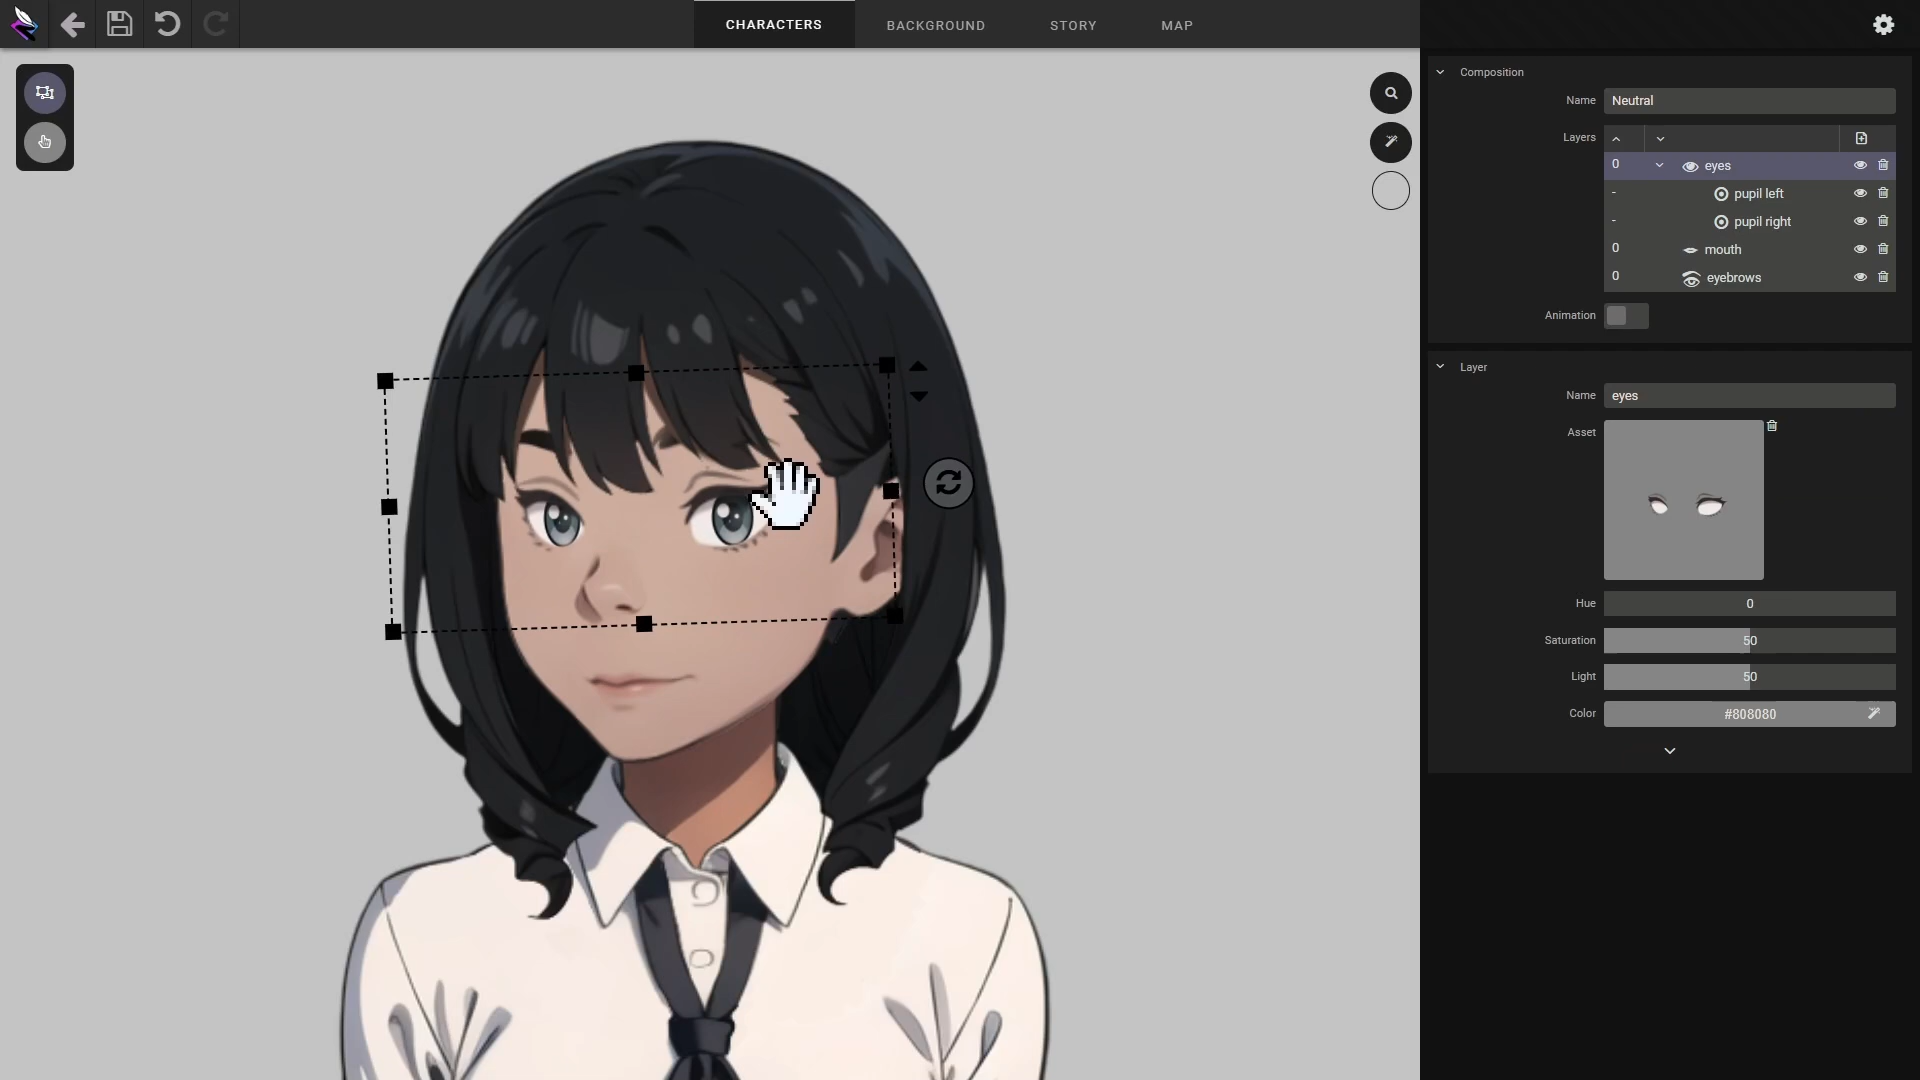 CHARACTERS BACKGROUND STORY MAP
Composition
Name Neutral
Layers
0 eyes
- pupil left
- pupil right
0 mouth
0 eyebrows
Animation
Layer
Name eyes
Asset
Hue 0
Saturation 50
Light 50
Color #808080